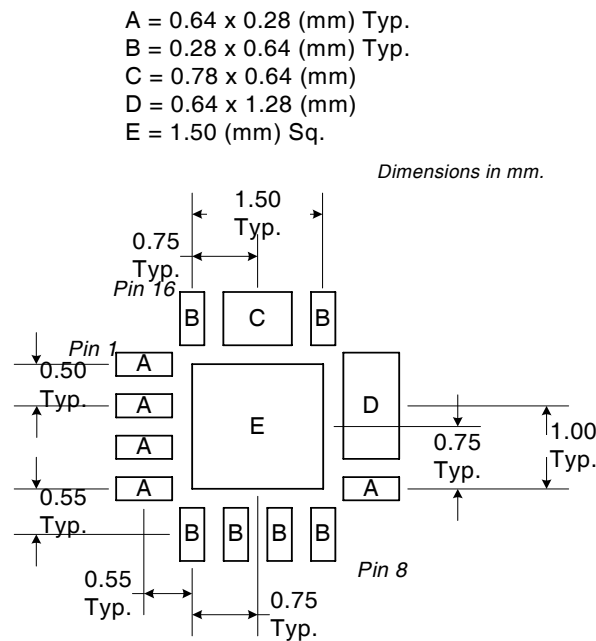 A = 0.64 x 0.28 (mm) Typ.
B = 0.28 x 0.64 (mm) Typ.
C = 0.78 x 0.64 (mm)
D = 0.64 x 1.28 (mm)
E = 1.50 (mm) Sq.
Dimensions in mm.
1.50
Typ.
0.75
Typ.
Pin 16
B
C
B
Pin 1
A
0.50
Typ.
A
E
D
A
0.75
Typ.
1.00
Typ.
A
A
0.55
Typ.
B
B
B
B
Pin 8
0.55
Typ.
0.75
Typ.